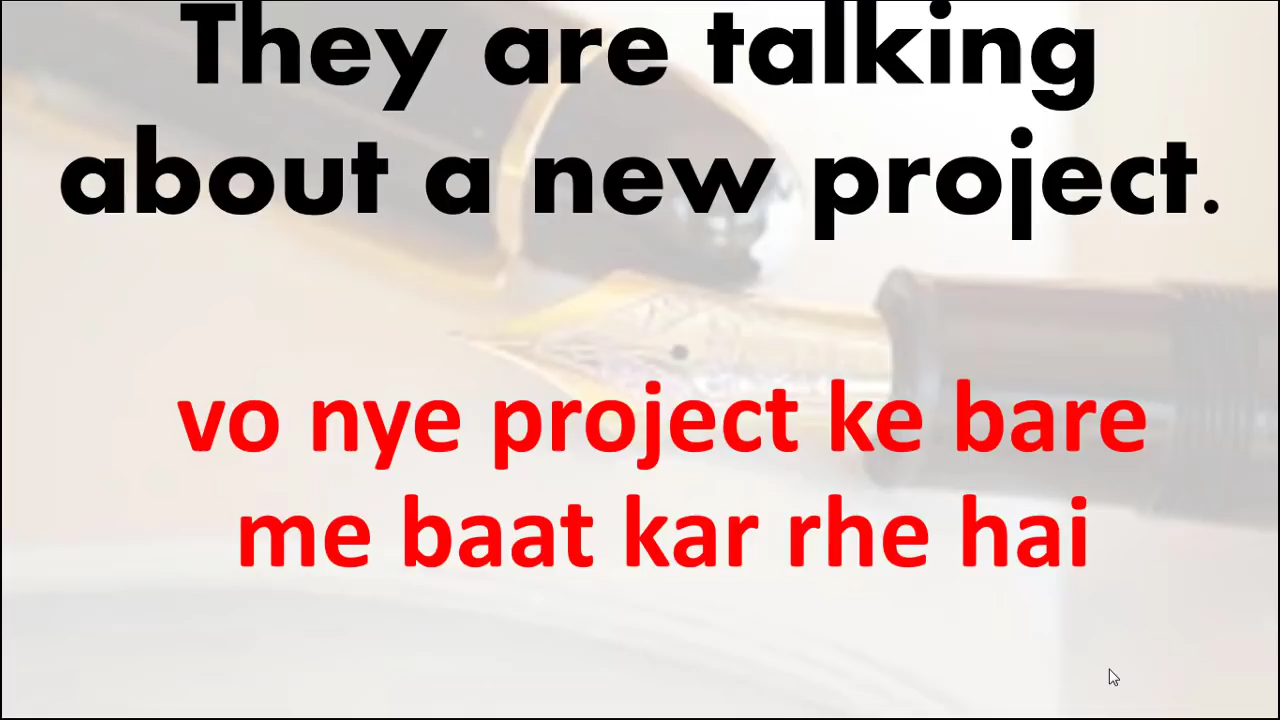 They are talking
about a new project.
vo nye project ke bare
me baat kar rhe hai